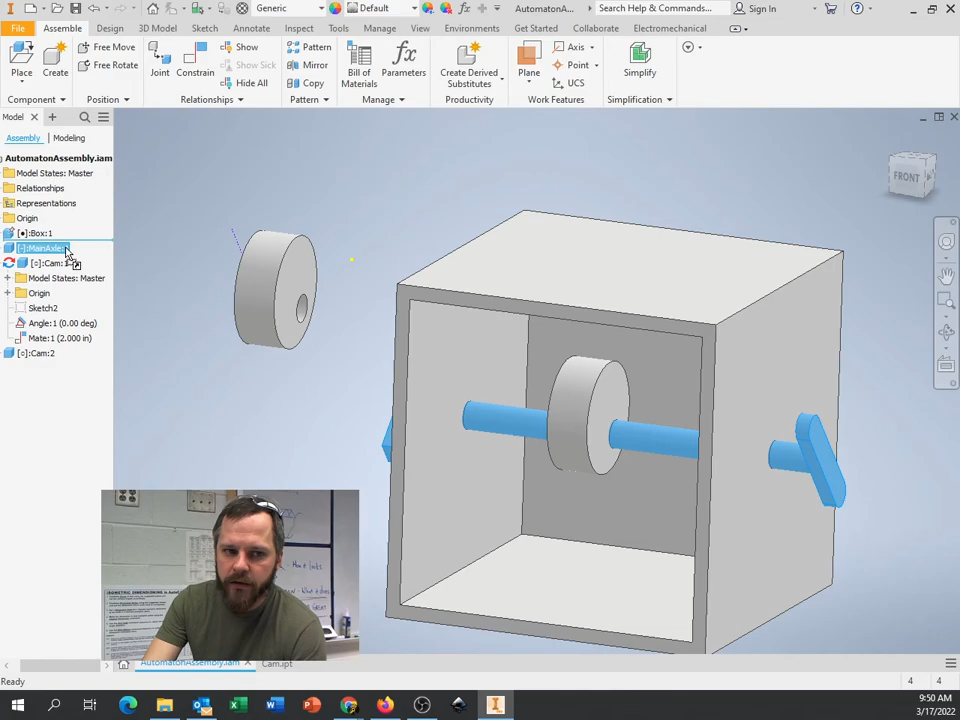 Generic
Default
AutomatonA...
Search Help & Commands...
Sign In
File
Assemble
Design
3D Model
Sketch
Annotate
Inspect
Tools
Manage
View
Environments
Get Started
Collaborate
Electromechanical
Place
Create
Free Move
Free Rotate
Joint
Constrain
Show
Show Sick
Hide All
Pattern
Mirror
Copy
Bill of
Materials
Parameters
Create Derived
Substitutes
Plane
Axis
Point
UCS
Simplify
Component
Position
Relationships
Pattern
Manage
Productivity
Work Features
Simplification
Model
Assembly
Modeling
AutomatonAssembly.iam
Model States: Master
Relationships
Representations
Origin
Box:1
MainAxle:
Cam:1
Model States: Master
Origin
Sketch2
Angle:1 (0.00 deg)
Mate:1 (2.000 in)
Cam:2
FRONT
AutomatonAssembly.iam
Cam.ipt
Ready
4
4
9:50 AM
3/17/2022